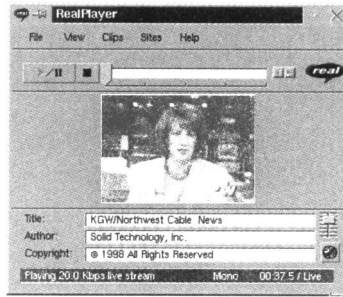 RealPlayer
File View Clips Sites Help
real
Title: KGW/Northwest Cable News
Author: Solid Technology, Inc.
Copyright: © 1998 All Rights Reserved
Playing 20.0 Kbps live stream Mono 00:37.5 / Live